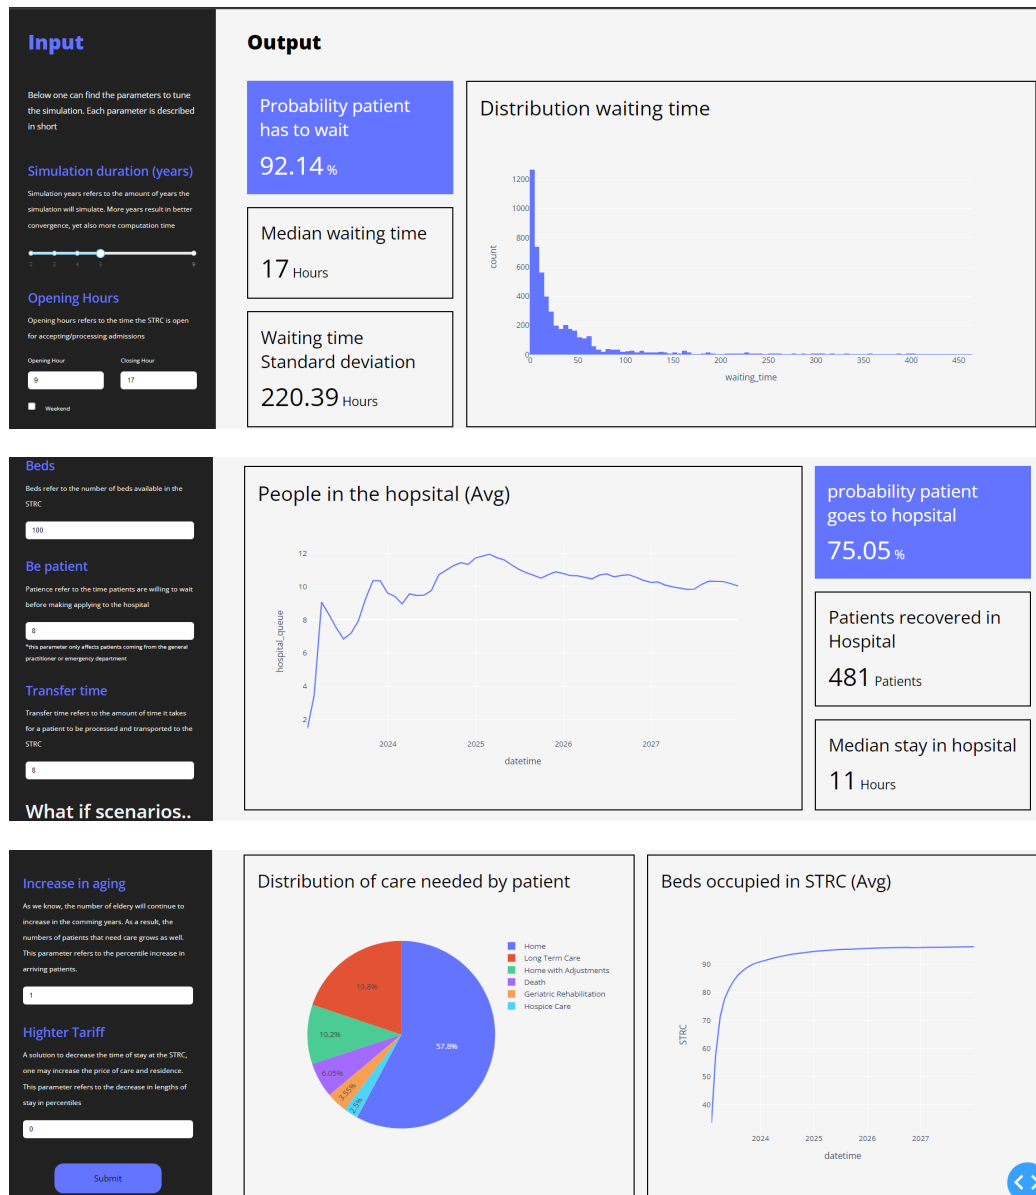 Input
Below one can find the parameters to tune
the simulation. Each parameter is described
in short
Simulation duration (years)
Simulation years refers to the amount of years the
simulation will simulate. More years result in better
convergence, yet also more computation time
2 3 4 5 9
Opening Hours
Opening hours refers to the time the STRC is open
for accepting/processing admissions
Opening Hour Closing Hour
9 17
Weekend
Output
Probability patient
has to wait
92.14 %
Median waiting time
17 Hours
Waiting time
Standard deviation
220.39 Hours
Distribution waiting time
1200
1000
800
600
400
200
0
count
0 50 100 150 200 250 300 350 400 450
waiting_time
Beds
Beds refer to the number of beds available in the
STRC
100
Be patient
Patience refer to the time patients are willing to wait
before making applying to the hospital
8
*this parameter only affects patients coming from the general
practitioner or emergency department
Transfer time
Transfer time refers to the amount of time it takes
for a patient to be processed and transported to the
STRC
8
What if scenarios..
People in the hopsital (Avg)
12
10
8
6
4
2
hospital_queue
2024 2025 2026 2027
datetime
probability patient
goes to hopsital
75.05 %
Patients recovered in
Hospital
481 Patients
Median stay in hopsital
11 Hours
Increase in aging
As we know, the number of eldery will continue to
increase in the comming years. As a result, the
numbers of patients that need care grows as well.
This parameter refers to the percentile increase in
arriving patients.
1
Highter Tariff
A solution to decrease the time of stay at the STRC,
one may increase the price of care and residence.
This parameter refers to the decrease in lengths of
stay in percentiles
0
Submit
Distribution of care needed by patient
57.8%
19.8%
10.2%
6.05%
3.55%
2.5%
Home
Long Term Care
Home with Adjustments
Death
Geriatric Rehabilitation
Hospice Care
Beds occupied in STRC (Avg)
90
80
70
60
50
40
STRC
2024 2025 2026 2027
datetime